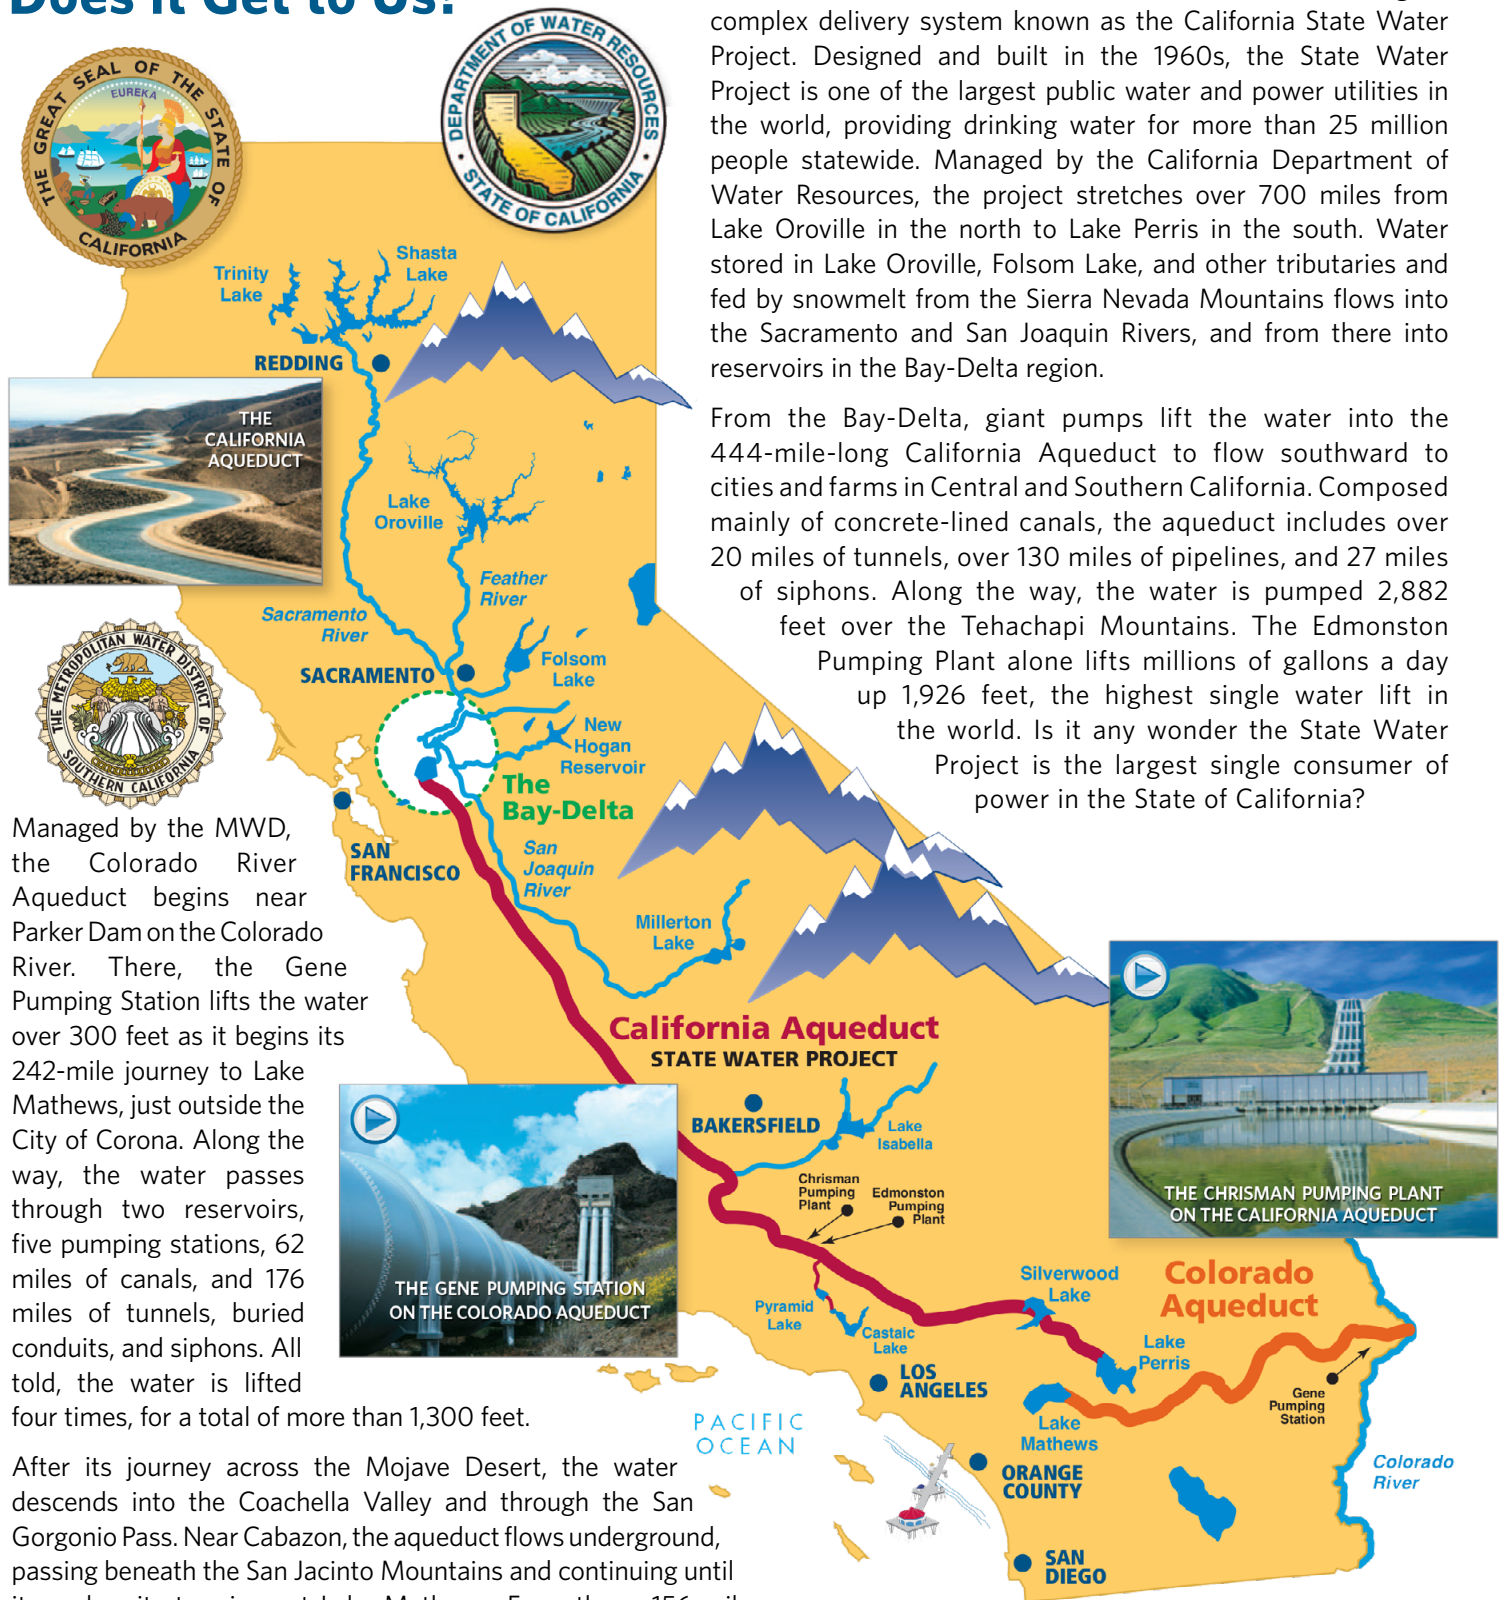 Does it Get to Us?
THE GREAT SEAL OF THE STATE OF CALIFORNIA
EUREKA
DEPARTMENT OF WATER RESOURCES
STATE OF CALIFORNIA
complex delivery system known as the California State Water
Project. Designed and built in the 1960s, the State Water
Project is one of the largest public water and power utilities in
the world, providing drinking water for more than 25 million
people statewide. Managed by the California Department of
Water Resources, the project stretches over 700 miles from
Lake Oroville in the north to Lake Perris in the south. Water
stored in Lake Oroville, Folsom Lake, and other tributaries and
fed by snowmelt from the Sierra Nevada Mountains flows into
the Sacramento and San Joaquin Rivers, and from there into
reservoirs in the Bay-Delta region.
From the Bay-Delta, giant pumps lift the water into the
444-mile-long California Aqueduct to flow southward to
cities and farms in Central and Southern California. Composed
mainly of concrete-lined canals, the aqueduct includes over
20 miles of tunnels, over 130 miles of pipelines, and 27 miles
of siphons. Along the way, the water is pumped 2,882
feet over the Tehachapi Mountains. The Edmonston
Pumping Plant alone lifts millions of gallons a day
up 1,926 feet, the highest single water lift in
the world. Is it any wonder the State Water
Project is the largest single consumer of
power in the State of California?
Trinity
Lake
Shasta
Lake
REDDING
THE
CALIFORNIA
AQUEDUCT
Lake
Oroville
Feather
River
Sacramento
River
SACRAMENTO
Folsom
Lake
New
Hogan
Reservoir
The
Bay-Delta
THE METROPOLITAN WATER DISTRICT OF
SOUTHERN CALIFORNIA
SAN
FRANCISCO
San
Joaquin
River
Millerton
Lake
Managed by the MWD,
the Colorado River
Aqueduct begins near
Parker Dam on the Colorado
River. There, the Gene
Pumping Station lifts the water
over 300 feet as it begins its
242-mile journey to Lake
Mathews, just outside the
City of Corona. Along the
way, the water passes
through two reservoirs,
five pumping stations, 62
miles of canals, and 176
miles of tunnels, buried
conduits, and siphons. All
told, the water is lifted
four times, for a total of more than 1,300 feet.
California Aqueduct
STATE WATER PROJECT
BAKERSFIELD
Lake
Isabella
Chrisman
Pumping
Plant
Edmonston
Pumping
Plant
THE GENE PUMPING STATION
ON THE COLORADO AQUEDUCT
THE CHRISMAN PUMPING PLANT
ON THE CALIFORNIA AQUEDUCT
Pyramid
Lake
Castaic
Lake
Silverwood
Lake
Colorado
Aqueduct
Lake
Perris
LOS
ANGELES
Gene
Pumping
Station
Lake
Mathews
PACIFIC
OCEAN
ORANGE
COUNTY
Colorado
River
SAN
DIEGO
After its journey across the Mojave Desert, the water
descends into the Coachella Valley and through the San
Gorgonio Pass. Near Cabazon, the aqueduct flows underground,
passing beneath the San Jacinto Mountains and continuing until